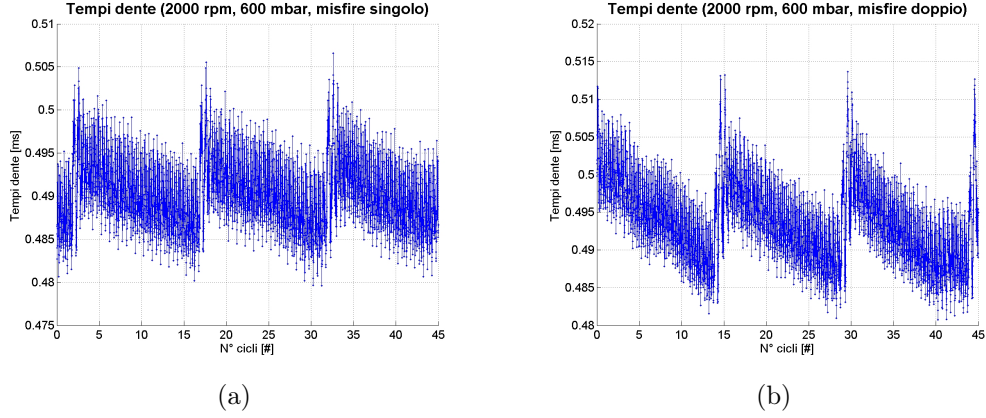 Tempi dente (2000 rpm, 600 mbar, misfire singolo)
0.51
0.505
0.5
0.495
0.49
0.485
0.48
0.475
Tempi dente [ms]
0 5 10 15 20 25 30 35 40 45
N° cicli [#]
(a)
Tempi dente (2000 rpm, 600 mbar, misfire doppio)
0.52
0.515
0.51
0.505
0.5
0.495
0.49
0.485
0.48
Tempi dente [ms]
0 5 10 15 20 25 30 35 40 45
N° cicli [#]
(b)